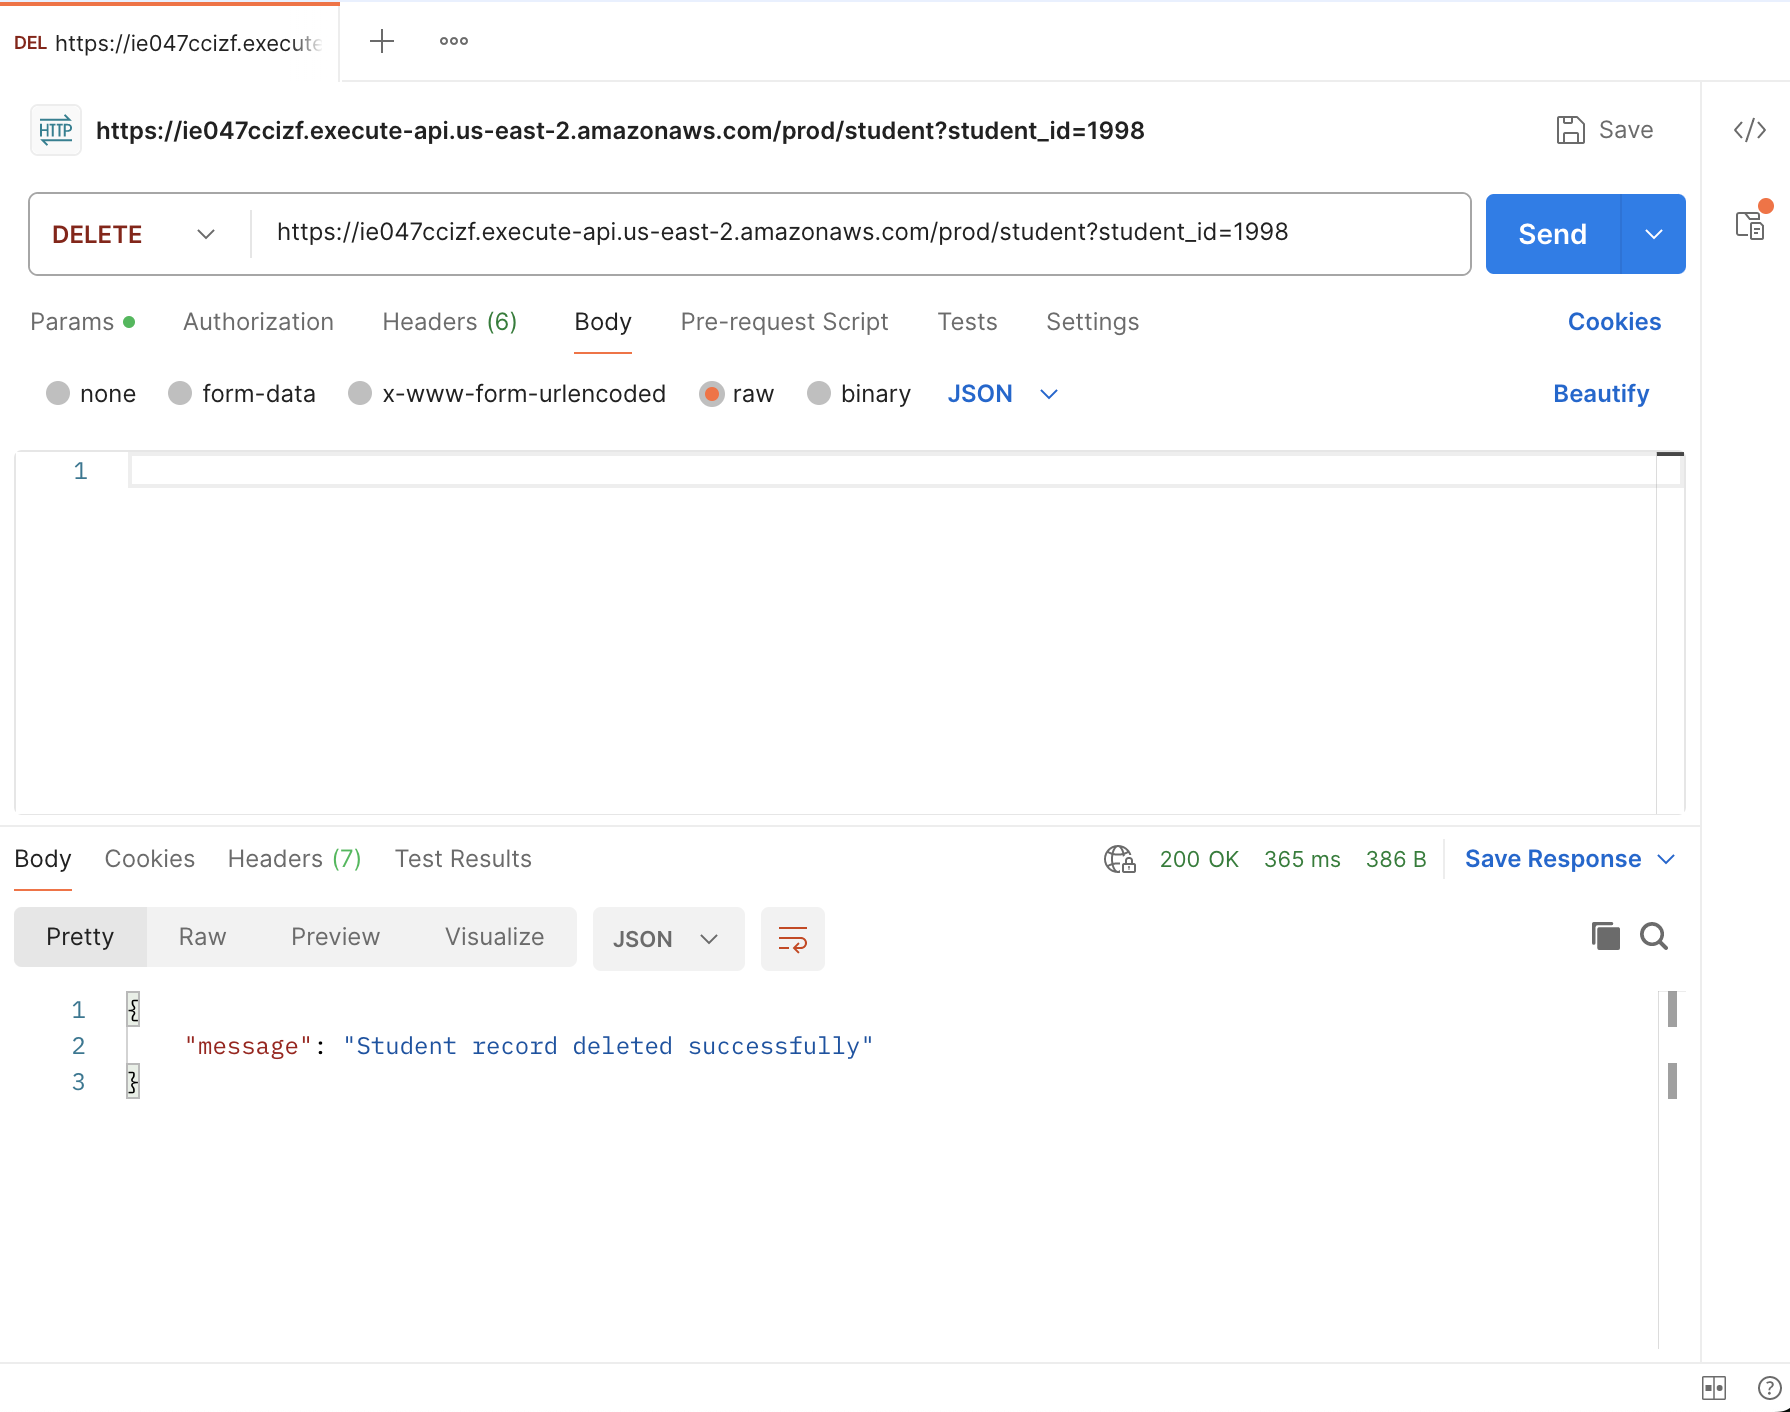 DEL https://ie047ccizf.execute
HTTP https://ie047ccizf.execute-api.us-east-2.amazonaws.com/prod/student?student_id=1998 Save </>
DELETE https://ie047ccizf.execute-api.us-east-2.amazonaws.com/prod/student?student_id=1998 Send
Params Authorization Headers (6) Body Pre-request Script Tests Settings Cookies
none form-data x-www-form-urlencoded raw binary JSON Beautify
1
Body Cookies Headers (7) Test Results 200 OK 365 ms 386 B Save Response
Pretty Raw Preview Visualize JSON
1 {
2 "message": "Student record deleted successfully"
3 }
?